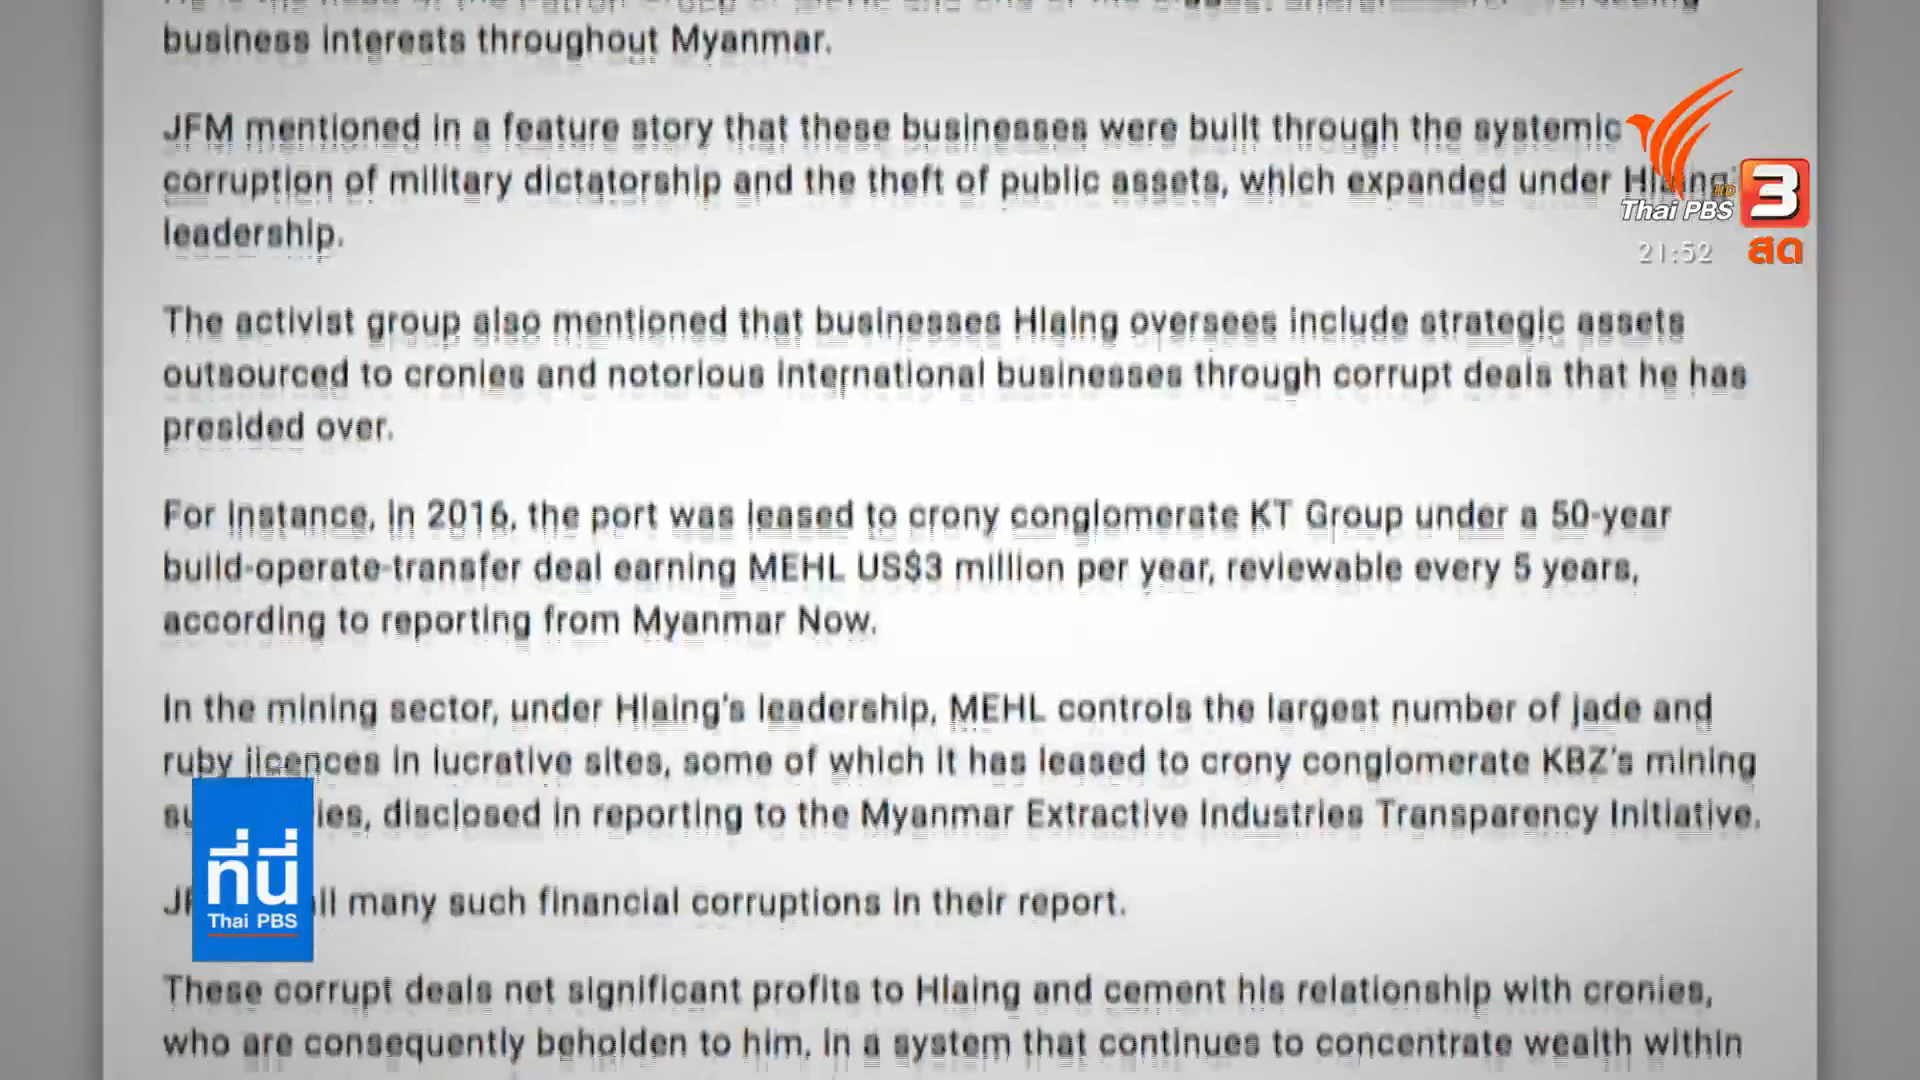 business interests throughout Myanmar.
JFM mentioned in a feature story that these businesses were built through the systemic
corruption of military dictatorship and the theft of public assets, which expanded under
leadership.
The activist group also mentioned that businesses Hlaing oversees include strategic assets
outsourced to cronies and notorious international businesses through corrupt deals that he has
presided over.
For instance, in 2016, the port was leased to crony conglomerate KT Group under a 50-year
build-operate-transfer deal earning MEHL US$3 million per year, reviewable every 5 years,
according to reporting from Myanmar Now.
In the mining sector, under Hlaing's leadership, MEHL controls the largest number of jade and
ruby licences in lucrative sites, some of which it has leased to crony conglomerate KBZ's mining
disclosed in reporting to the Myanmar Extractive Industries Transparency Initiative.
many such financial corruptions in their report.
These corrupt deals net significant profits to Hlaing and cement his relationship with cronies,
who are consequently beholden to him, in a system that continues to concentrate wealth within
Thai PBS
HD
3
21:52
สด
ที่นี่
Thai PBS